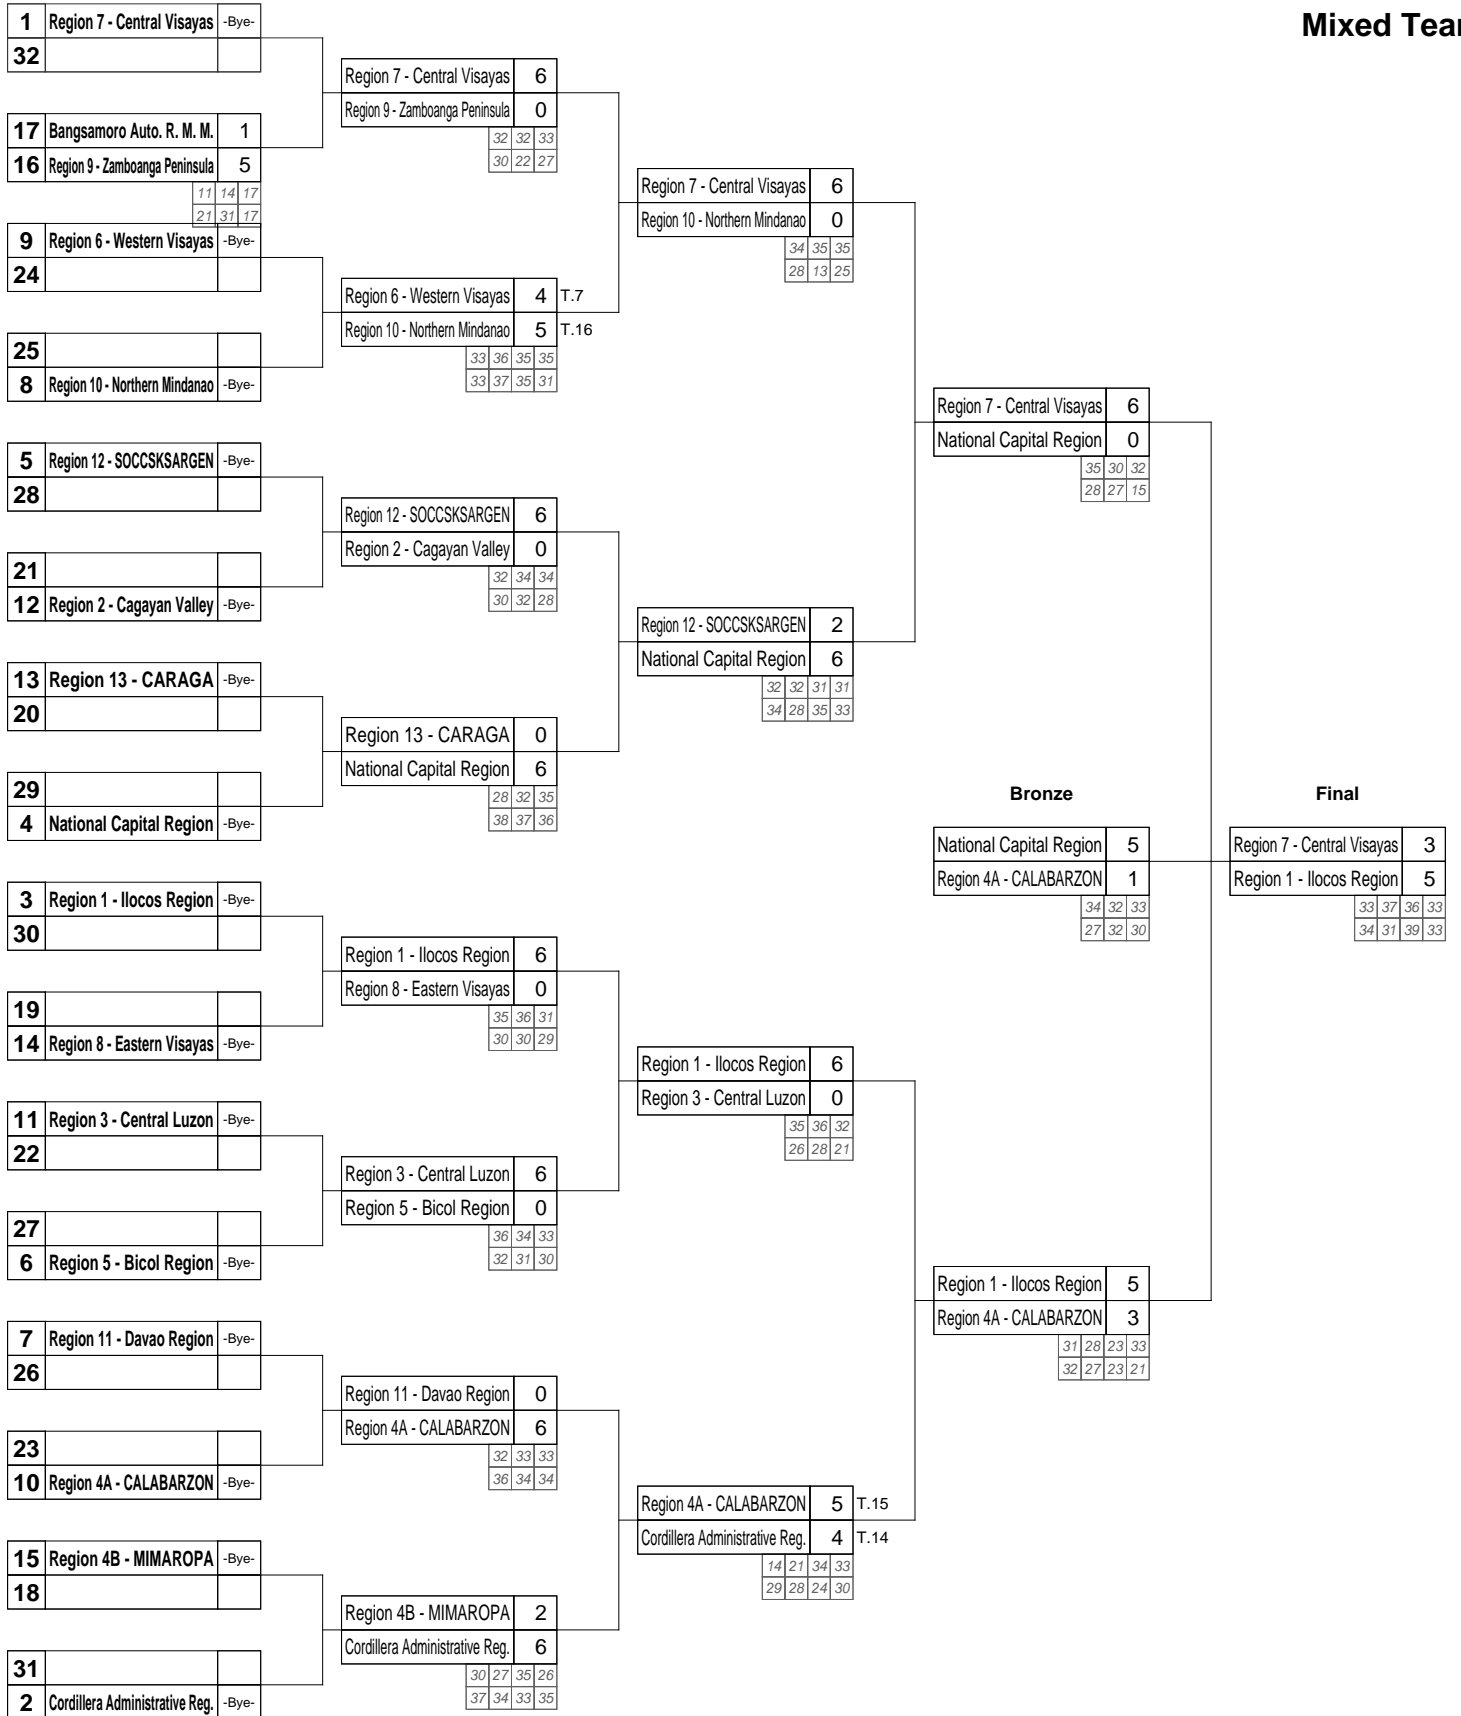 Mixed Tea
1 Region 7 - Central Visayas -Bye-
32
17 Bangsamoro Auto. R. M. M. 1
16 Region 9 - Zamboanga Peninsula 5
11 14 17
21 31 17
9 Region 6 - Western Visayas -Bye-
24
25
8 Region 10 - Northern Mindanao -Bye-
5 Region 12 - SOCCSKSARGEN -Bye-
28
21
12 Region 2 - Cagayan Valley -Bye-
13 Region 13 - CARAGA -Bye-
20
29
4 National Capital Region -Bye-
3 Region 1 - Ilocos Region -Bye-
30
19
14 Region 8 - Eastern Visayas -Bye-
11 Region 3 - Central Luzon -Bye-
22
27
6 Region 5 - Bicol Region -Bye-
7 Region 11 - Davao Region -Bye-
26
23
10 Region 4A - CALABARZON -Bye-
15 Region 4B - MIMAROPA -Bye-
18
31
2 Cordillera Administrative Reg. -Bye-
Region 7 - Central Visayas 6
Region 9 - Zamboanga Peninsula 0
32 32 33
30 22 27
Region 6 - Western Visayas 4 T.7
Region 10 - Northern Mindanao 5 T.16
33 36 35 35
33 37 35 31
Region 12 - SOCCSKSARGEN 6
Region 2 - Cagayan Valley 0
32 34 34
30 32 28
Region 13 - CARAGA 0
National Capital Region 6
28 32 35
38 37 36
Region 1 - Ilocos Region 6
Region 8 - Eastern Visayas 0
35 36 31
30 30 29
Region 3 - Central Luzon 6
Region 5 - Bicol Region 0
36 34 33
32 31 30
Region 11 - Davao Region 0
Region 4A - CALABARZON 6
32 33 33
36 34 34
Region 4B - MIMAROPA 2
Cordillera Administrative Reg. 6
30 27 35 26
37 34 33 35
Region 7 - Central Visayas 6
Region 10 - Northern Mindanao 0
34 35 35
28 13 25
Region 12 - SOCCSKSARGEN 2
National Capital Region 6
32 32 31 31
34 28 35 33
Region 1 - Ilocos Region 6
Region 3 - Central Luzon 0
35 36 32
26 28 21
Region 4A - CALABARZON 5 T.15
Cordillera Administrative Reg. 4 T.14
14 21 34 33
29 28 24 30
Region 7 - Central Visayas 6
National Capital Region 0
35 30 32
28 27 15
Region 1 - Ilocos Region 5
Region 4A - CALABARZON 3
31 28 23 33
32 27 23 21
Bronze
National Capital Region 5
Region 4A - CALABARZON 1
34 32 33
27 32 30
Final
Region 7 - Central Visayas 3
Region 1 - Ilocos Region 5
33 37 36 33
34 31 39 33